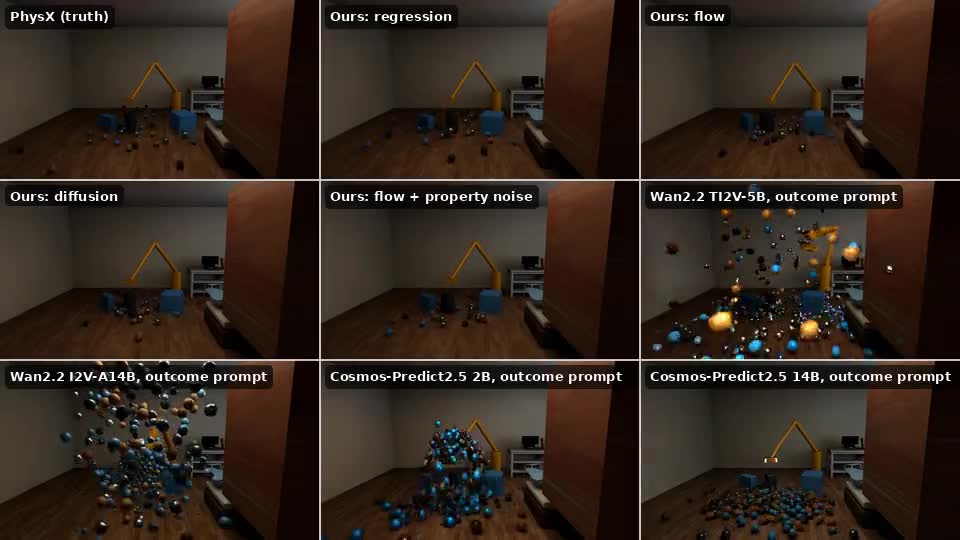 PhysX (truth)
Ours: regression
Ours: flow
Ours: diffusion
Ours: flow + property noise
Wan2.2 TI2V-5B, outcome prompt
Wan2.2 I2V-A14B, outcome prompt
Cosmos-Predict2.5 2B, outcome prompt
Cosmos-Predict2.5 14B, outcome prompt